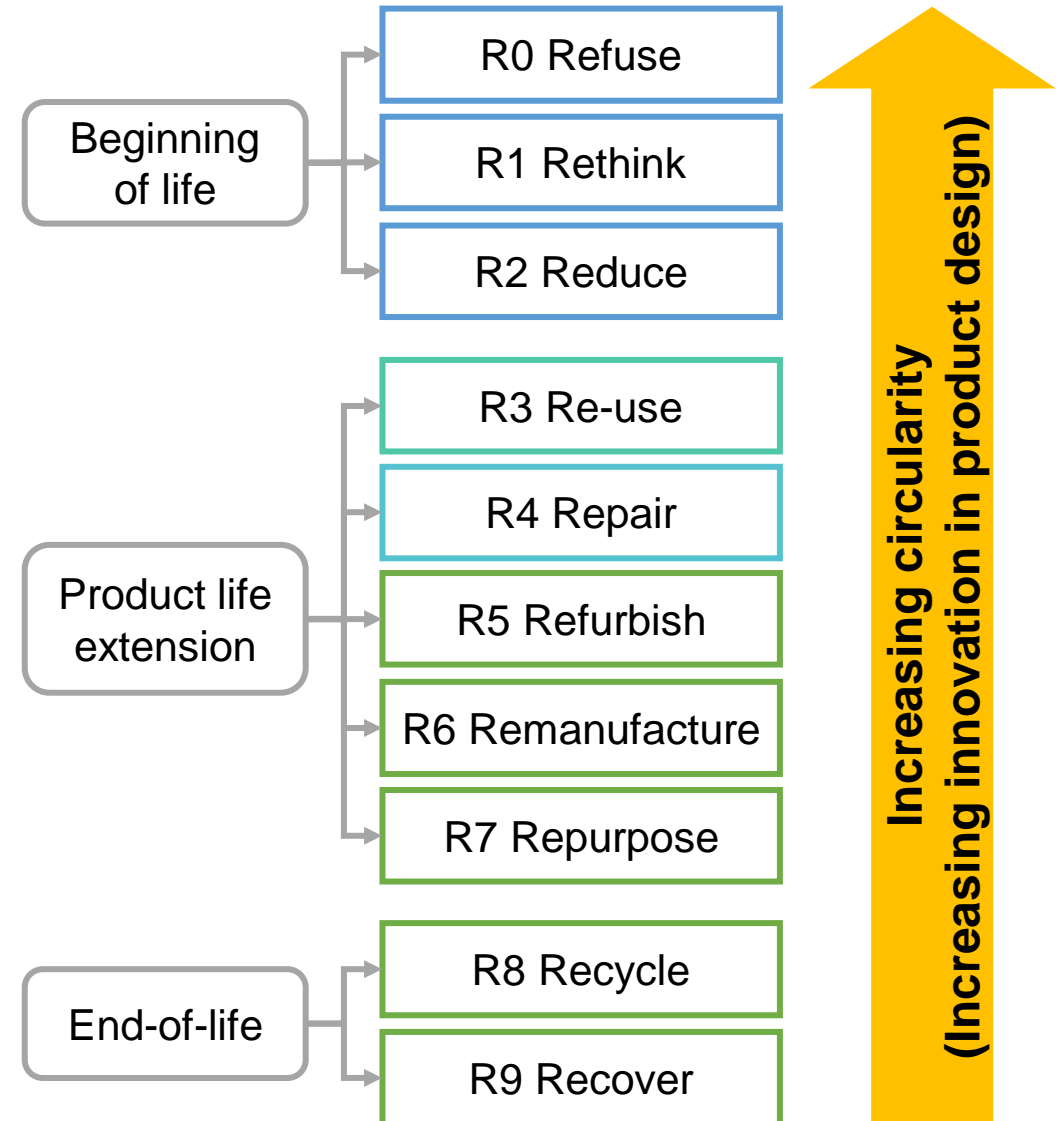 Beginning
of life
R0 Refuse
R1 Rethink
R2 Reduce
Product life
extension
R3 Re-use
R4 Repair
R5 Refurbish
R6 Remanufacture
R7 Repurpose
End-of-life
R8 Recycle
R9 Recover
Increasing circularity
(Increasing innovation in product design)